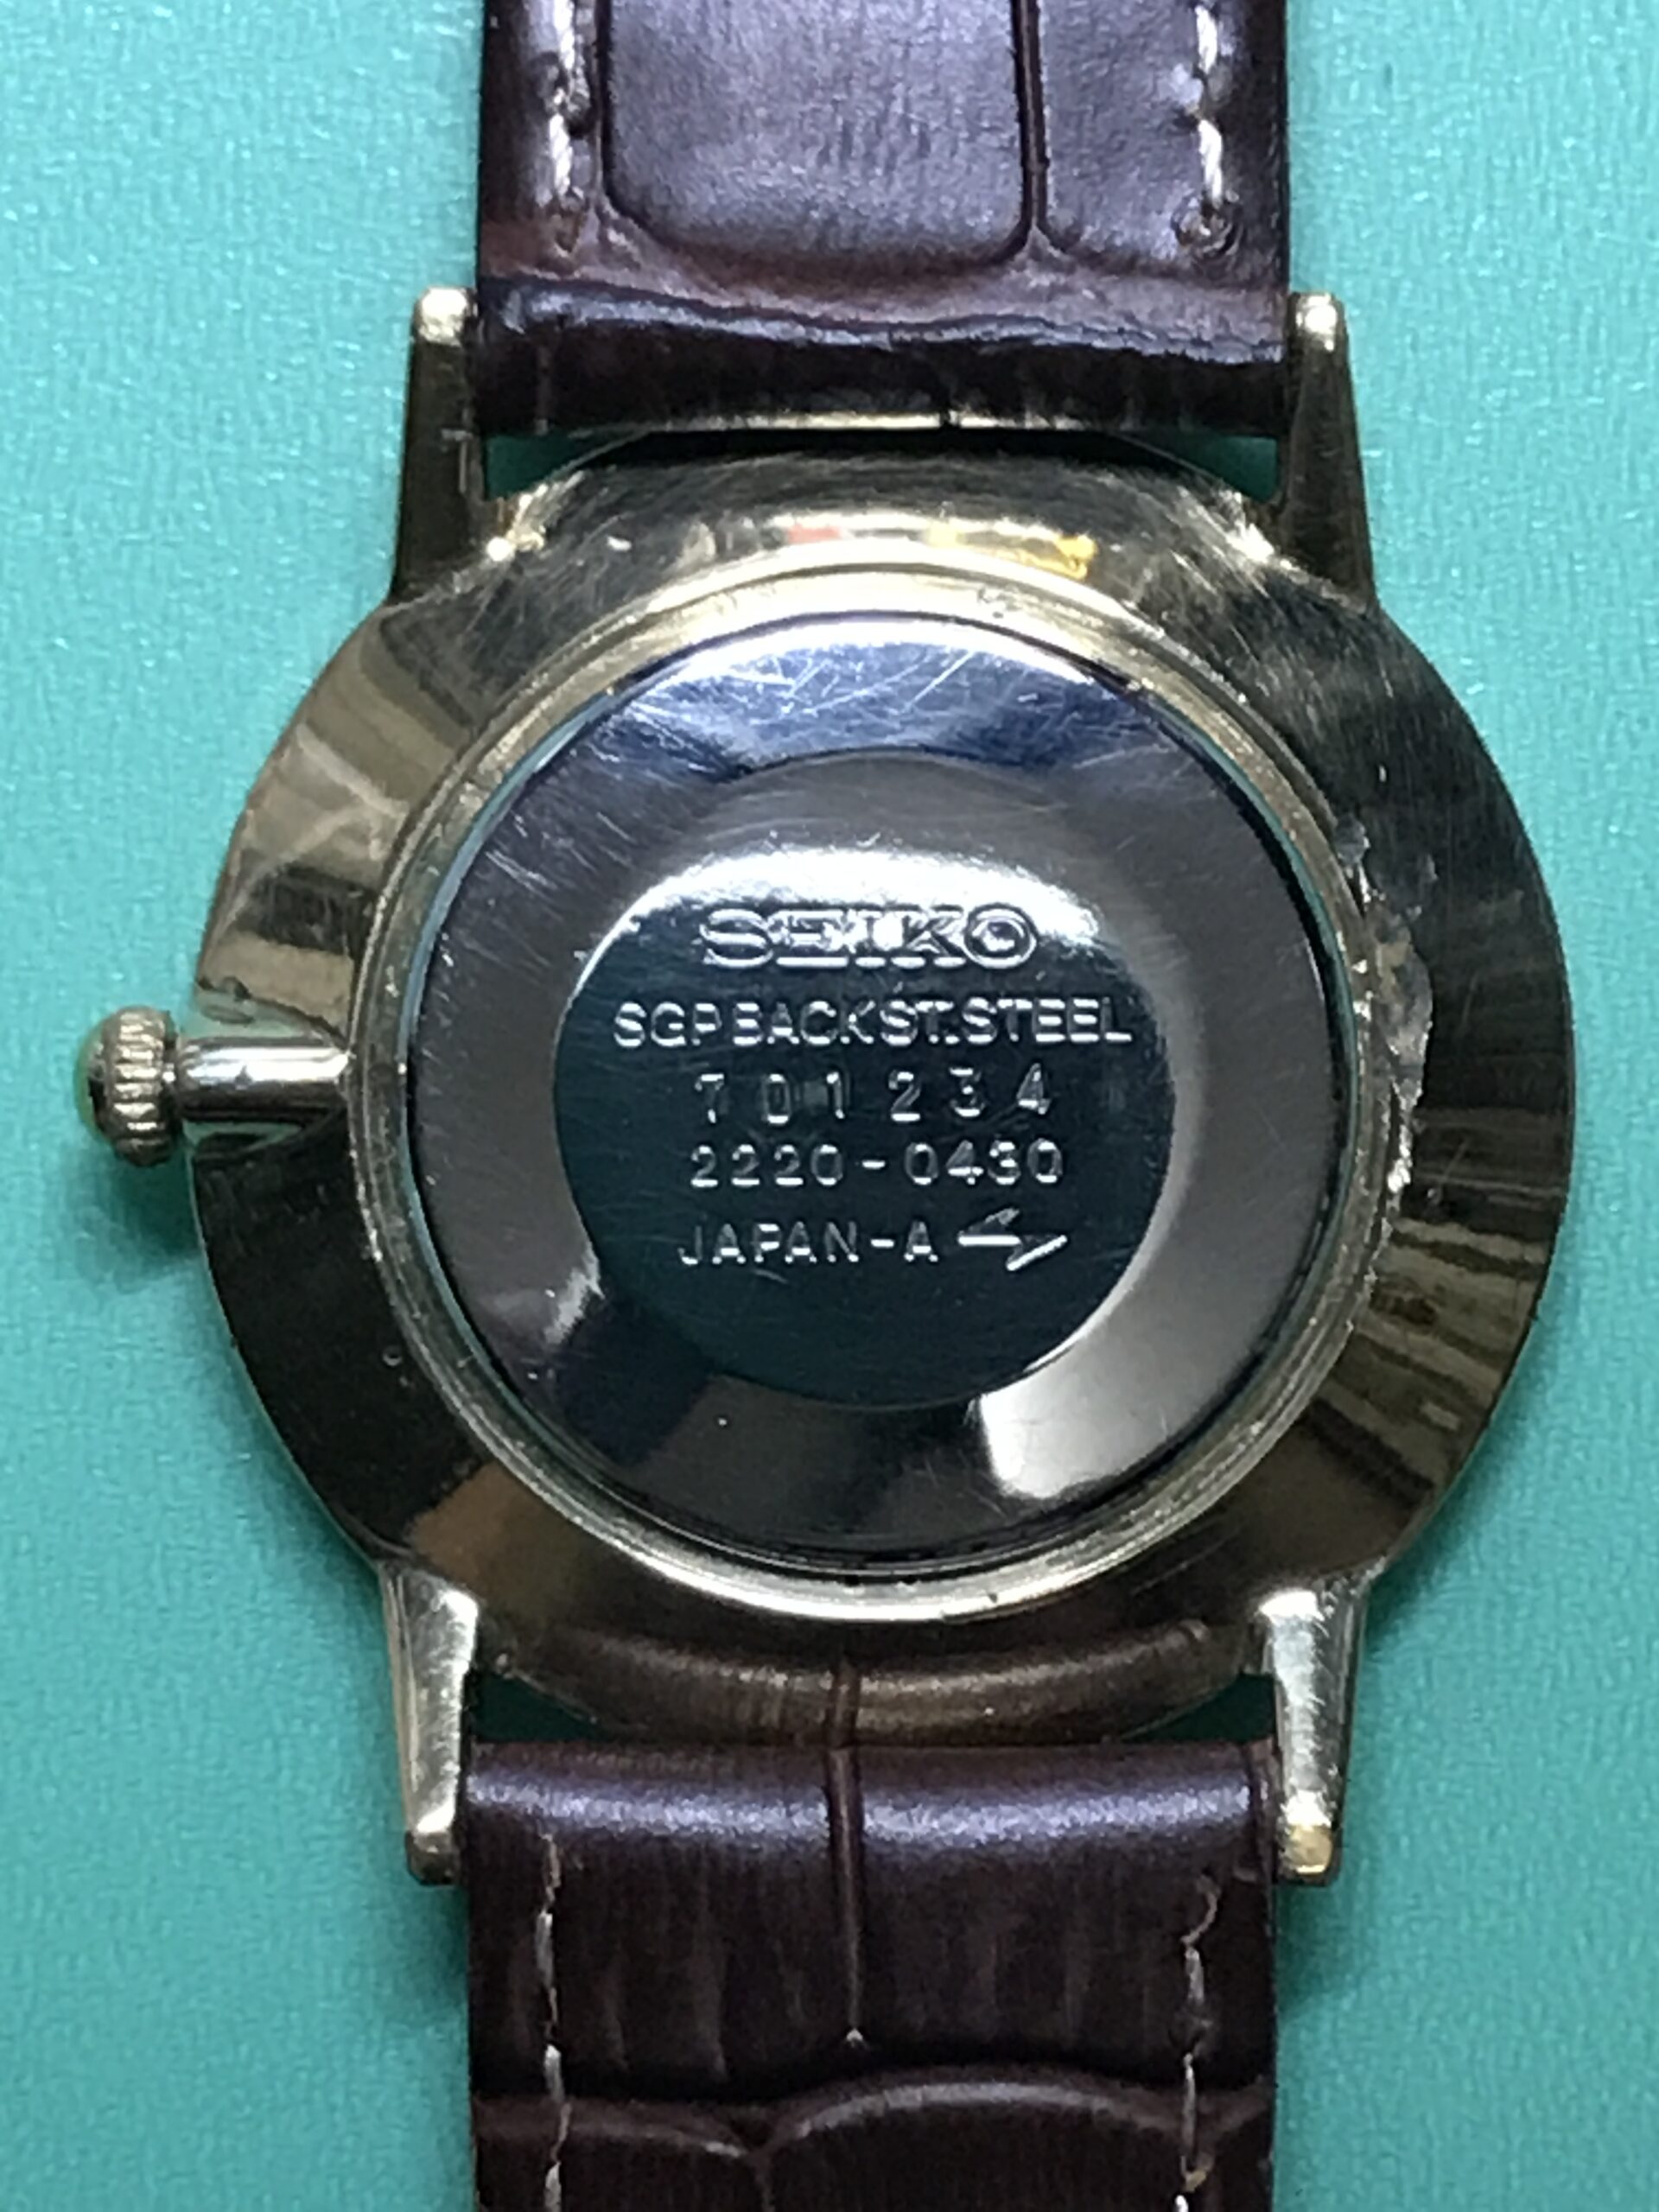 SEIKO
SGP BACK ST. STEEL
701234
2220-0430
JAPAN-A